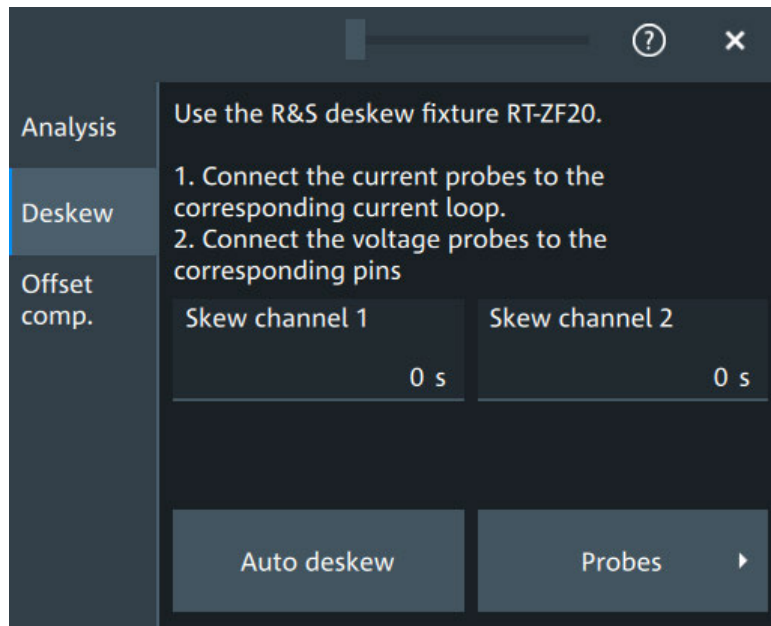 Analysis
Deskew
Offset
comp.
Use the R&S deskew fixture RT-ZF20.
1. Connect the current probes to the
corresponding current loop.
2. Connect the voltage probes to the
corresponding pins
Skew channel 1
0 s
Skew channel 2
0 s
Auto deskew
Probes